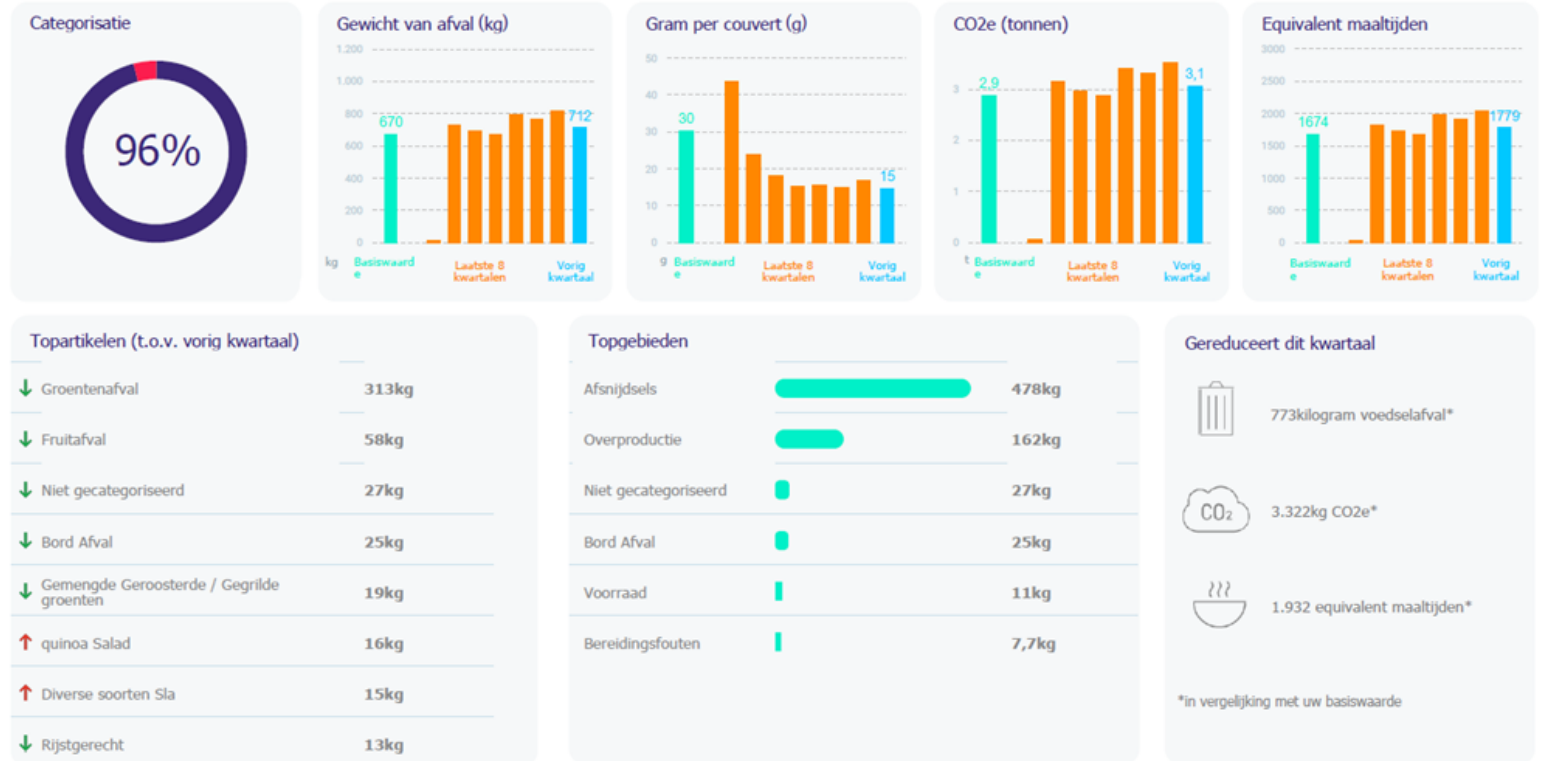 Categorisatie
96%
Gewicht van afval (kg)
1.200
1.000
800
600
400
200
0
670
712
kg
Basiswaard
e
Laatste 8
kwartalen
Vorig
kwartaal
Gram per couvert (g)
50
40
30
20
10
0
30
15
g
Basiswaard
e
Laatste 8
kwartalen
Vorig
kwartaal
CO2e (tonnen)
3
2
1
0
2,9
3,1
t
Basiswaard
e
Laatste 8
kwartalen
Vorig
kwartaal
Equivalent maaltijden
3000
2500
2000
1500
1000
500
0
1674
1779
Basiswaard
e
Laatste 8
kwartalen
Vorig
kwartaal
Topartikelen (t.o.v. vorig kwartaal)
Groentenafval 313kg
Fruitafval 58kg
Niet gecategoriseerd 27kg
Bord Afval 25kg
Gemengde Geroosterde / Gegrilde
groenten 19kg
quinoa Salad 16kg
Diverse soorten Sla 15kg
Rijstgerecht 13kg
Topgebieden
Afsnijdsels 478kg
Overproductie 162kg
Niet gecategoriseerd 27kg
Bord Afval 25kg
Voorraad 11kg
Bereidingsfouten 7,7kg
Gereduceert dit kwartaal
773kilogram voedselafval*
CO₂
3.322kg CO2e*
1.932 equivalent maaltijden*
*in vergelijking met uw basiswaarde